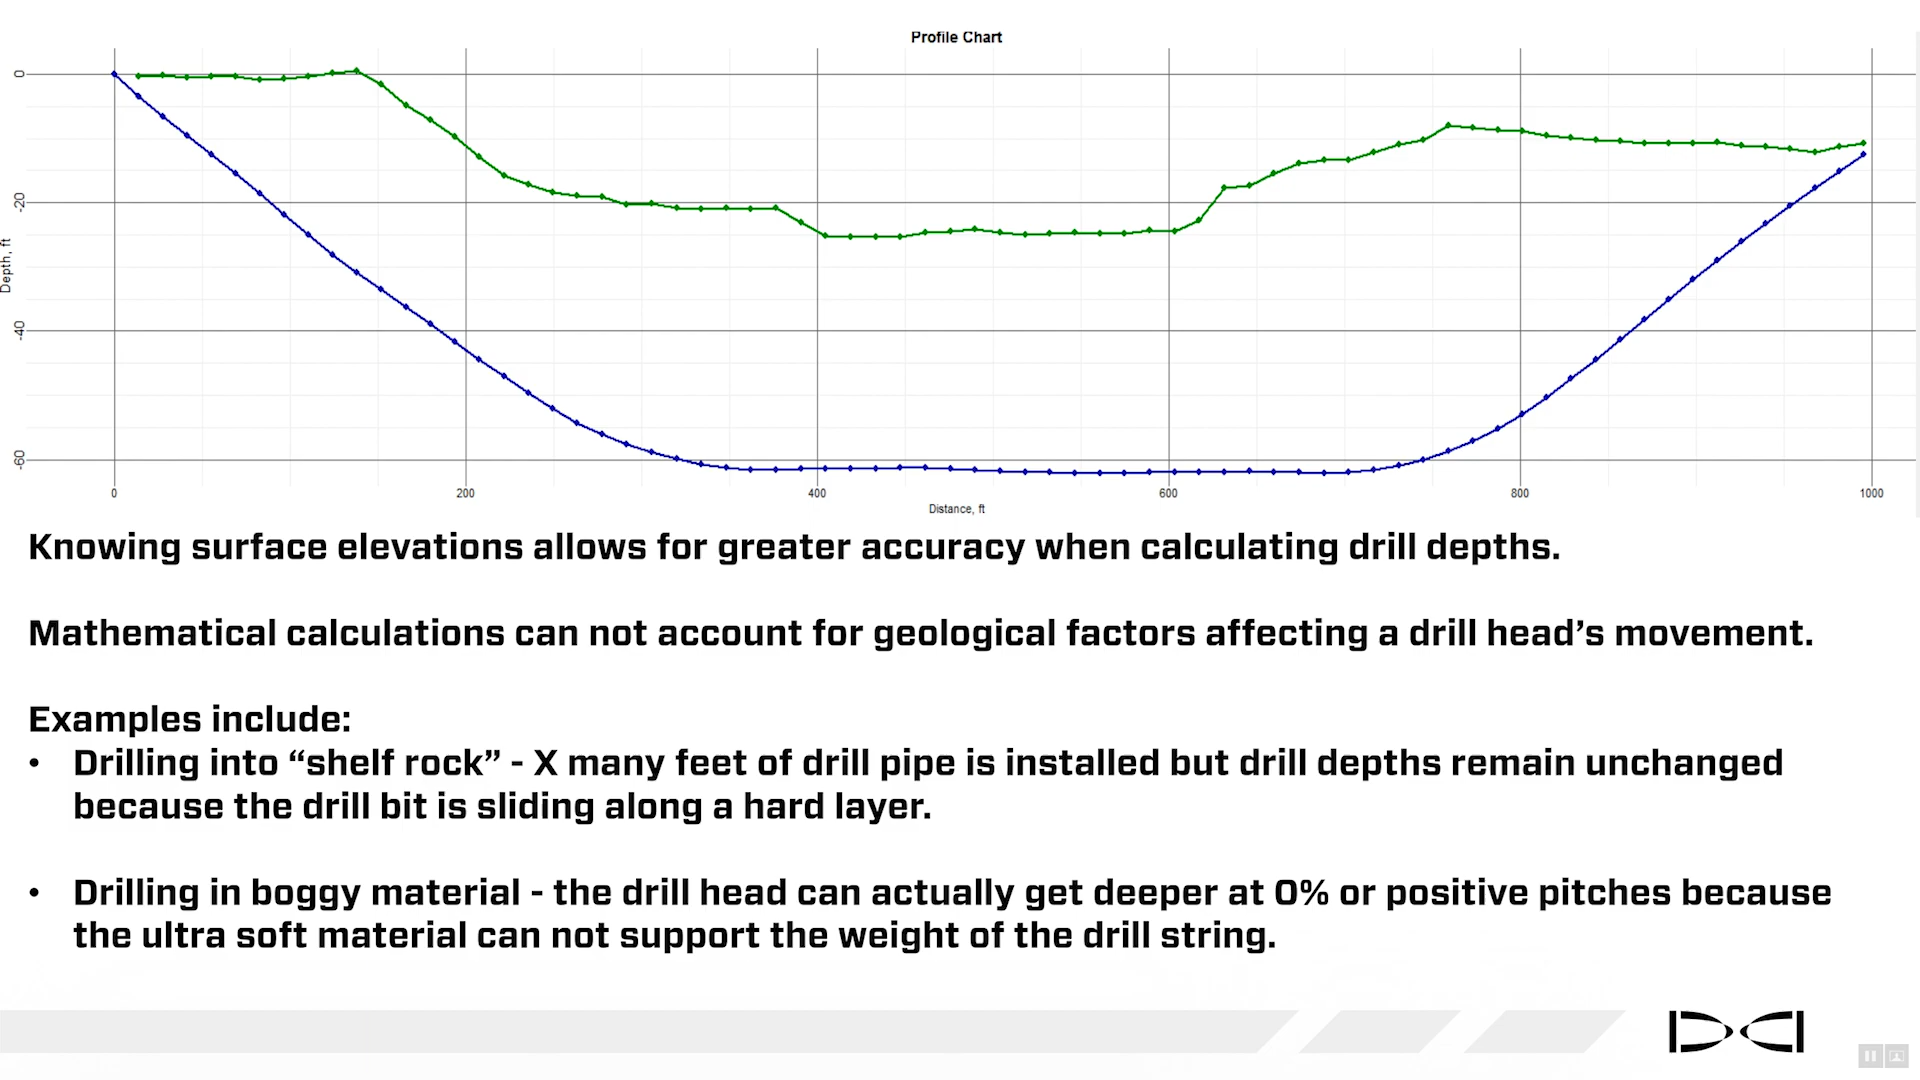 Profile Chart
0
-20
-40
-60
Depth, ft
0 200 400 600 800 1000
Distance, ft
Knowing surface elevations allows for greater accuracy when calculating drill depths.
Mathematical calculations can not account for geological factors affecting a drill head’s movement.
Examples include:
• Drilling into “shelf rock” - X many feet of drill pipe is installed but drill depths remain unchanged
because the drill bit is sliding along a hard layer.
• Drilling in boggy material - the drill head can actually get deeper at 0% or positive pitches because
the ultra soft material can not support the weight of the drill string.
DCI